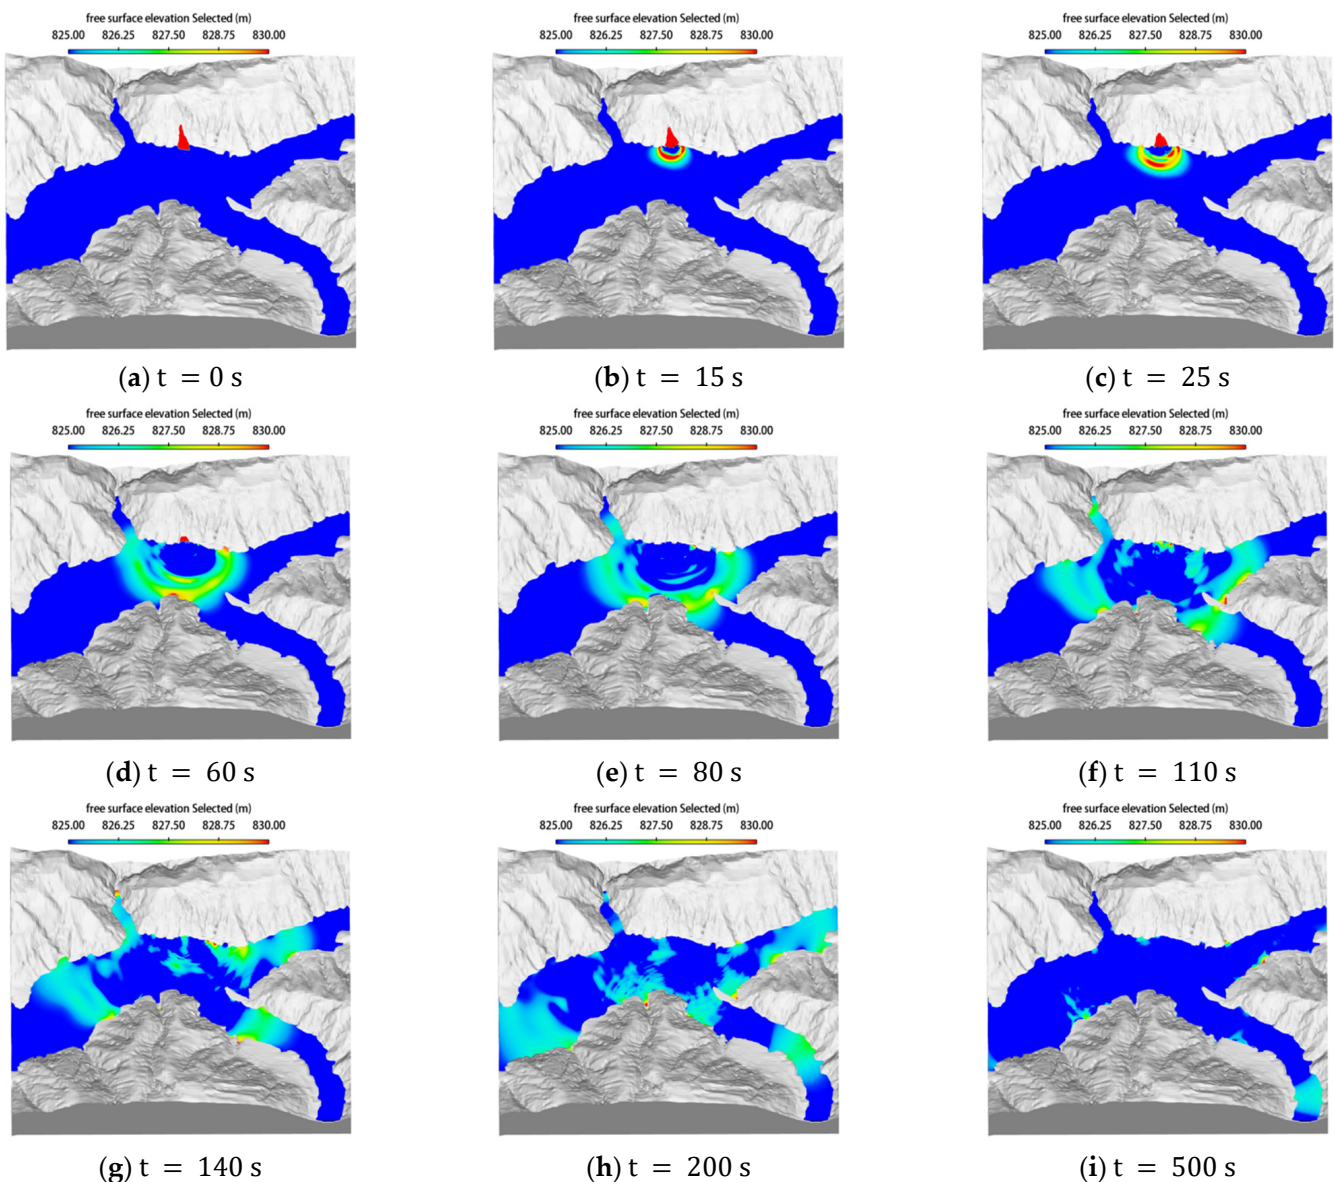 free surface elevation Selected (m) free surface elevation Selected (m) free surface elevation Selected (m)
825.00 826.25 827.50 828.75 830.00 825.00 826.25 827.50 828.75 830.00 825.00 826.25 827.50 828.75 830.00
(a) t = 0 s (b) t = 15 s (c) t = 25 s
free surface elevation Selected (m) free surface elevation Selected (m) free surface elevation Selected (m)
825.00 826.25 827.50 828.75 830.00 825.00 826.25 827.50 828.75 830.00 825.00 826.25 827.50 828.75 830.00
(d) t = 60 s (e) t = 80 s (f) t = 110 s
free surface elevation Selected (m) free surface elevation Selected (m) free surface elevation Selected (m)
825.00 826.25 827.50 828.75 830.00 825.00 826.25 827.50 828.75 830.00 825.00 826.25 827.50 828.75 830.00
(g) t = 140 s (h) t = 200 s (i) t = 500 s